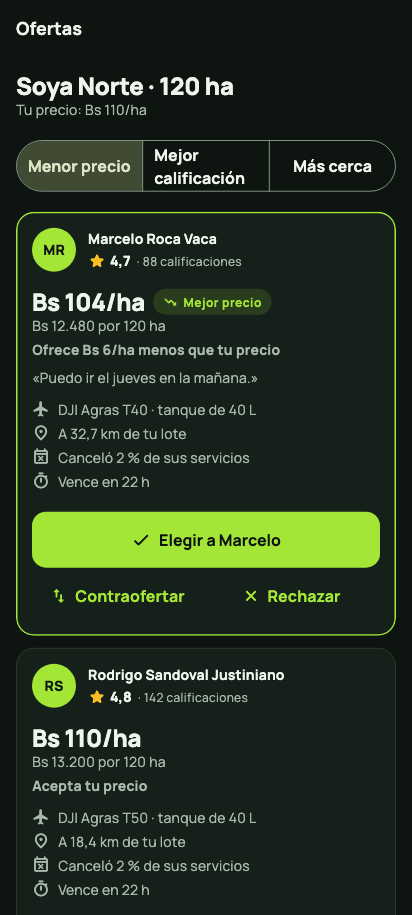 Ofertas
Soya Norte · 120 ha
Tu precio: Bs 110/ha
Menor precio
Mejor
calificación
Más cerca
MR
Marcelo Roca Vaca
4,7 · 88 calificaciones
Bs 104/ha
Mejor precio
Bs 12.480 por 120 ha
Ofrece Bs 6/ha menos que tu precio
«Puedo ir el jueves en la mañana.»
DJI Agras T40 · tanque de 40 L
A 32,7 km de tu lote
Canceló 2 % de sus servicios
Vence en 22 h
Elegir a Marcelo
Contraofertar
Rechazar
RS
Rodrigo Sandoval Justiniano
4,8 · 142 calificaciones
Bs 110/ha
Bs 13.200 por 120 ha
Acepta tu precio
DJI Agras T50 · tanque de 40 L
A 18,4 km de tu lote
Canceló 2 % de sus servicios
Vence en 22 h